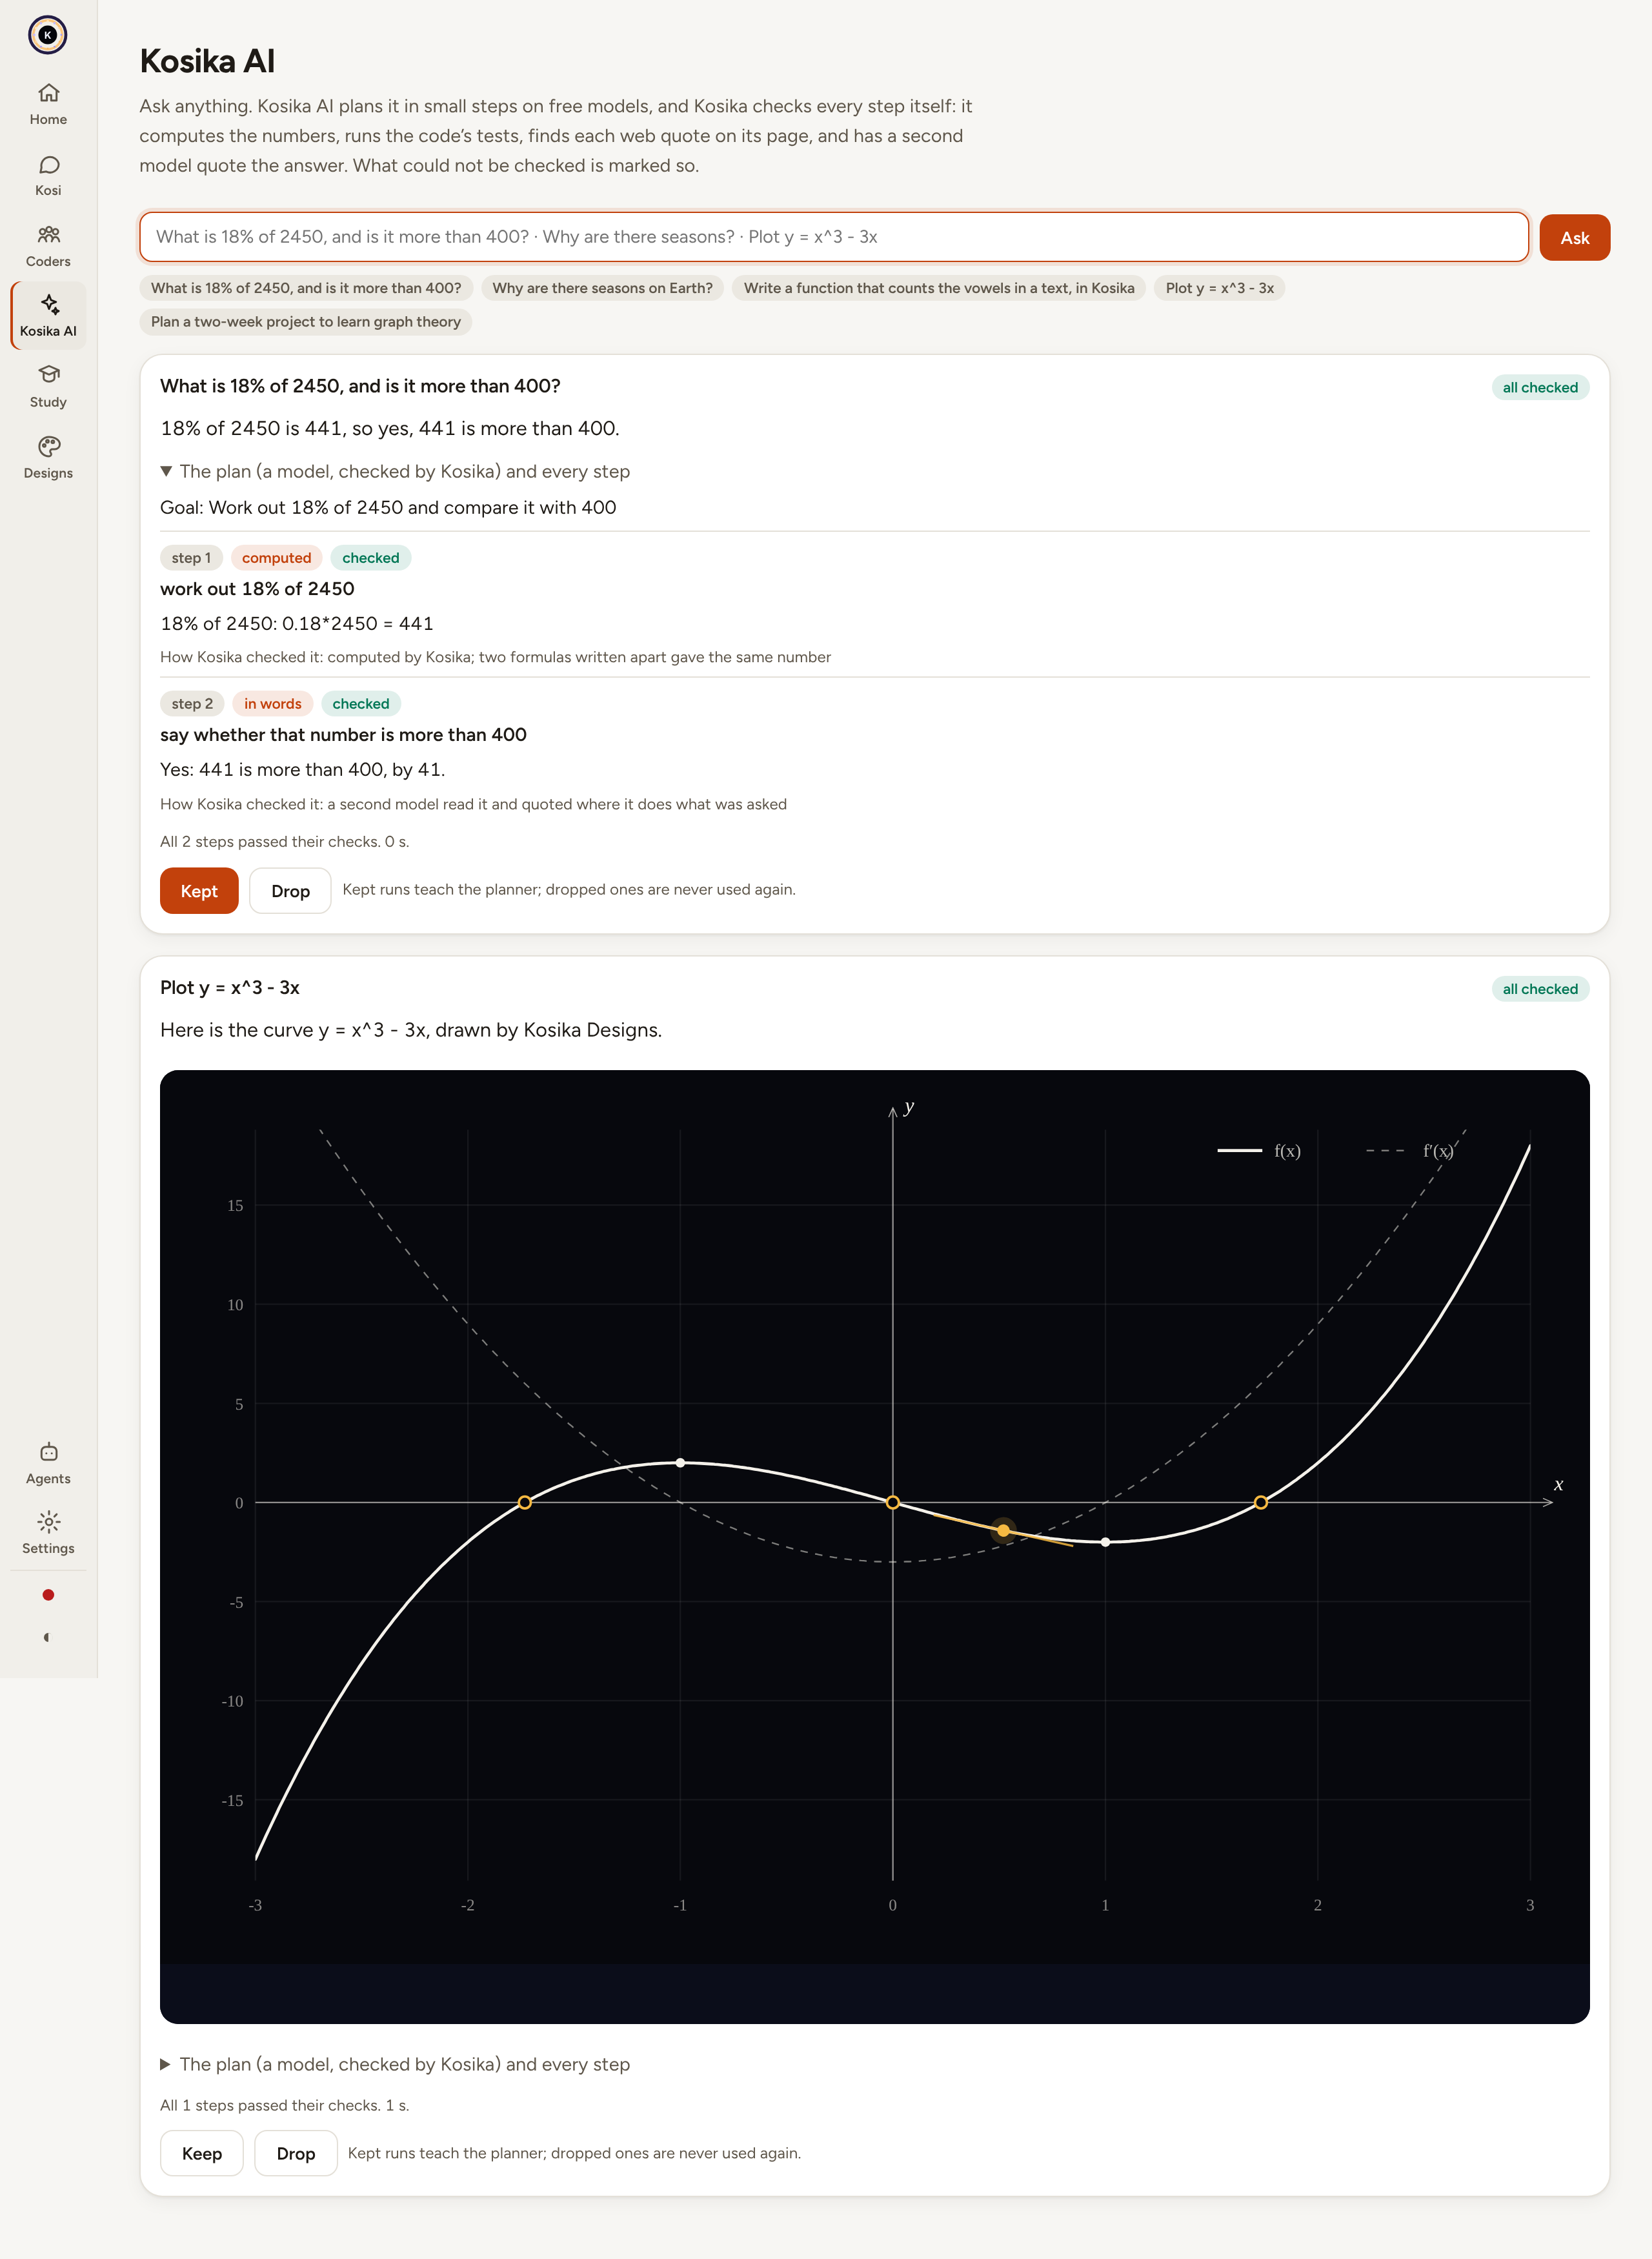 K
Home
Kosi
Coders
Kosika AI
Study
Designs
Agents
Settings
Kosika AI
Ask anything. Kosika AI plans it in small steps on free models, and Kosika checks every step itself: it
computes the numbers, runs the code’s tests, finds each web quote on its page, and has a second
model quote the answer. What could not be checked is marked so.
What is 18% of 2450, and is it more than 400? · Why are there seasons? · Plot y = x^3 - 3x
Ask
What is 18% of 2450, and is it more than 400?
Why are there seasons on Earth?
Write a function that counts the vowels in a text, in Kosika
Plot y = x^3 - 3x
Plan a two-week project to learn graph theory
What is 18% of 2450, and is it more than 400?
all checked
18% of 2450 is 441, so yes, 441 is more than 400.
▼ The plan (a model, checked by Kosika) and every step
Goal: Work out 18% of 2450 and compare it with 400
step 1 computed checked
work out 18% of 2450
18% of 2450: 0.18*2450 = 441
How Kosika checked it: computed by Kosika; two formulas written apart gave the same number
step 2 in words checked
say whether that number is more than 400
Yes: 441 is more than 400, by 41.
How Kosika checked it: a second model read it and quoted where it does what was asked
All 2 steps passed their checks. 0 s.
Kept Drop Kept runs teach the planner; dropped ones are never used again.
Plot y = x^3 - 3x
all checked
Here is the curve y = x^3 - 3x, drawn by Kosika Designs.
y
f(x) f′(x)
15
10
5
0
x
-5
-10
-15
-3 -2 -1 0 1 2 3
▶ The plan (a model, checked by Kosika) and every step
All 1 steps passed their checks. 1 s.
Keep Drop Kept runs teach the planner; dropped ones are never used again.